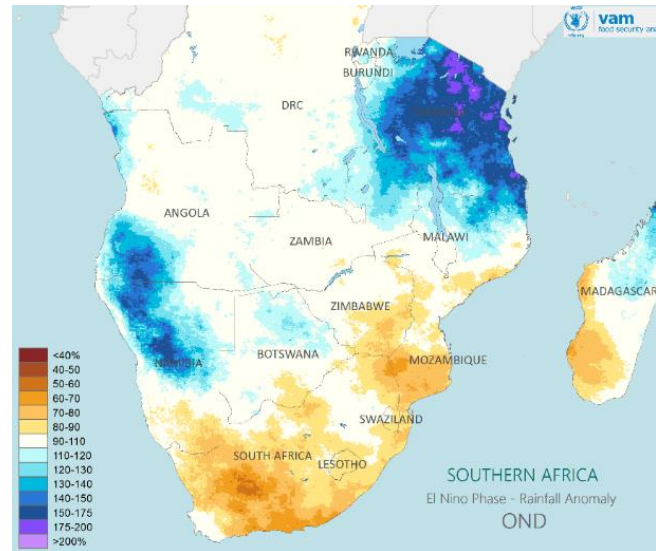 vam
food security ana
RWANDA
BURUNDI
DRC
ANGOLA
ZAMBIA
MALAWI
MADAGASCAR
ZIMBABWE
NAMIBIA
BOTSWANA
MOZAMBIQUE
SWAZILAND
SOUTH AFRICA
LESOTHO
<40%
40-50
50-60
60-70
70-80
80-90
90-110
110-120
120-130
130-140
140-150
150-175
175-200
>200%
SOUTHERN AFRICA
El Nino Phase - Rainfall Anomaly
OND